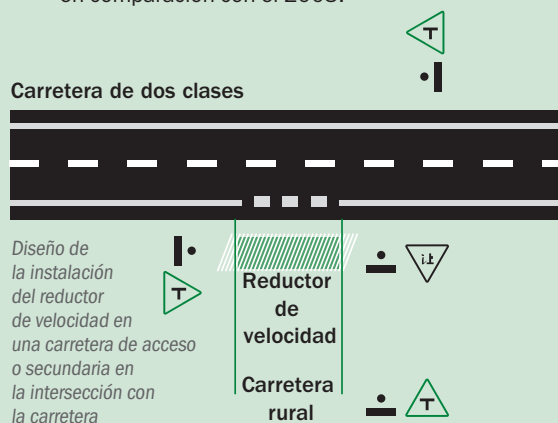 en comparación con el 2008.
Carretera de dos clases
Diseño de
la instalación
del reductor
de velocidad en
una carretera de acceso
o secundaria en
la intersección con
la carretera
Reductor
de
velocidad
Carretera
rural